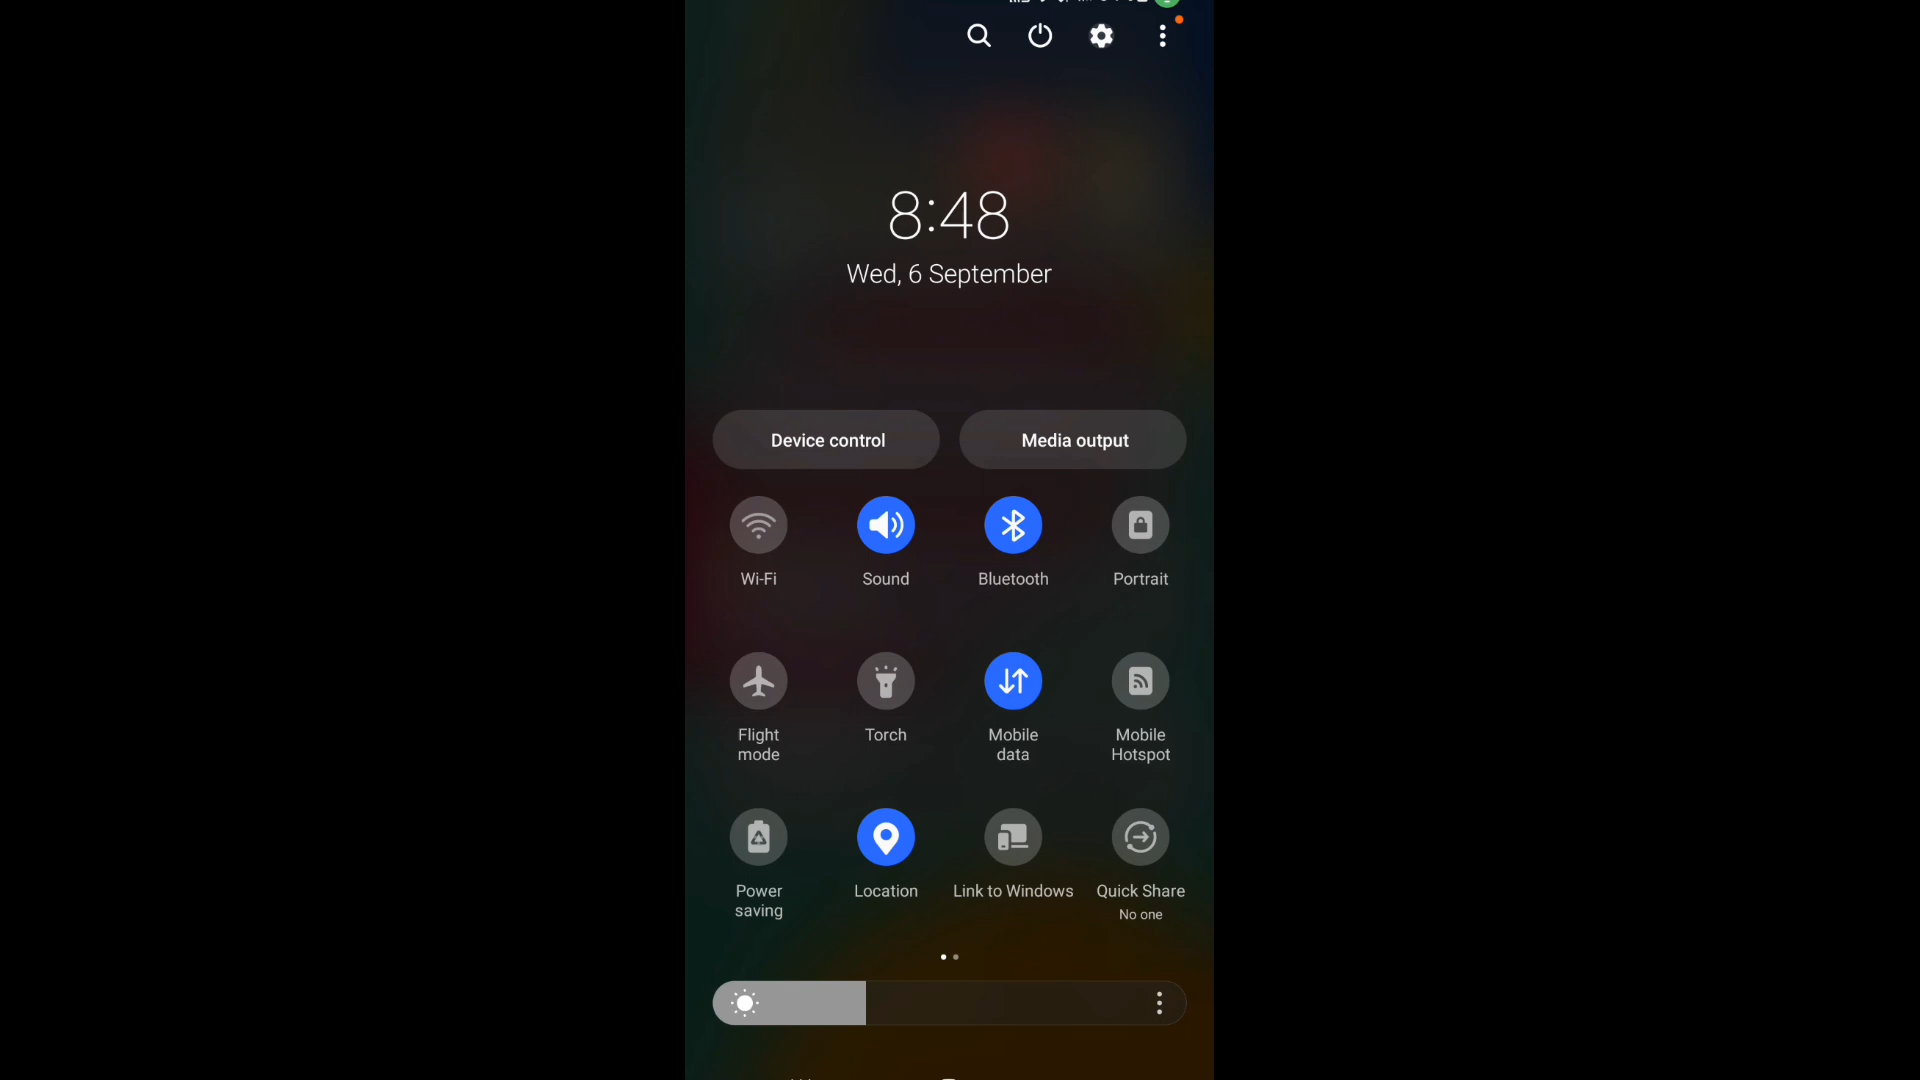 8:48
Wed, 6 September
Device control
Media output
Wi-Fi
Sound
Bluetooth
Portrait
Flight
mode
Torch
Mobile
data
Mobile
Hotspot
Power
saving
Location
Link to Windows
Quick Share
No one